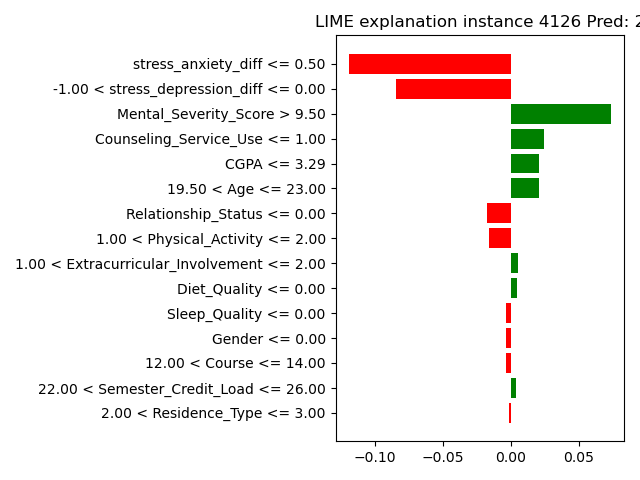 LIME explanation instance 4126 Pred: 2
stress_anxiety_diff <= 0.50
-1.00 < stress_depression_diff <= 0.00
Mental_Severity_Score > 9.50
Counseling_Service_Use <= 1.00
CGPA <= 3.29
19.50 < Age <= 23.00
Relationship_Status <= 0.00
1.00 < Physical_Activity <= 2.00
1.00 < Extracurricular_Involvement <= 2.00
Diet_Quality <= 0.00
Sleep_Quality <= 0.00
Gender <= 0.00
12.00 < Course <= 14.00
22.00 < Semester_Credit_Load <= 26.00
2.00 < Residence_Type <= 3.00
−0.10 −0.05 0.00 0.05